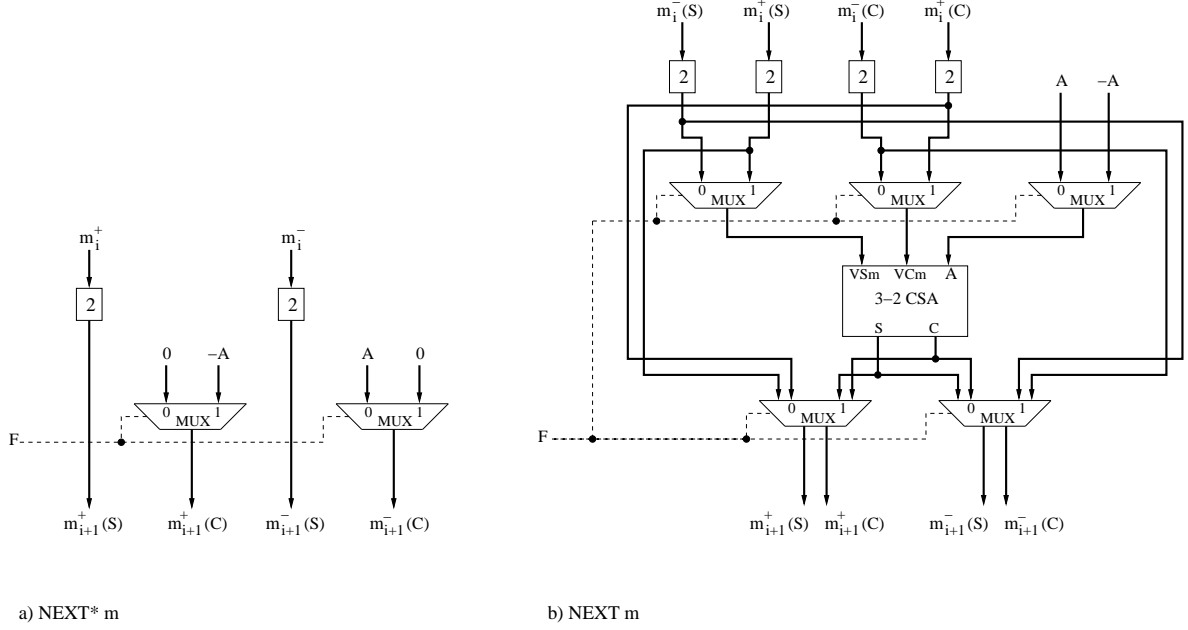 m_i^-(S) m_i^+(S) m_i^-(C) m_i^+(C)
2 2 2 2
A −A
0 1 0 1 0 1
MUX MUX MUX
m_i^+ m_i^-
VSm VCm A
2 2
3−2 CSA
S C
0 −A A 0
0 1 0 1
MUX MUX
0 1 0 1
MUX MUX
F
F
m_{i+1}^+(S) m_{i+1}^+(C) m_{i+1}^-(S) m_{i+1}^-(C)
m_{i+1}^+(S) m_{i+1}^+(C) m_{i+1}^-(S) m_{i+1}^-(C)
a) NEXT* m
b) NEXT m